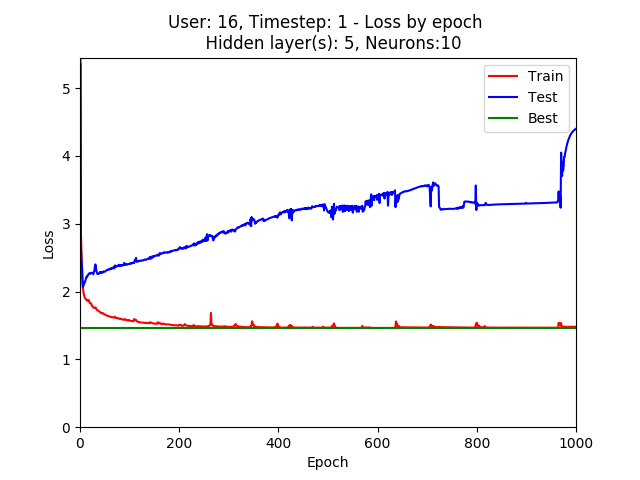 User: 16, Timestep: 1 - Loss by epoch
Hidden layer(s): 5, Neurons:10
Train
Test
Best
5
4
3
2
1
0
Loss
0 200 400 600 800 1000
Epoch